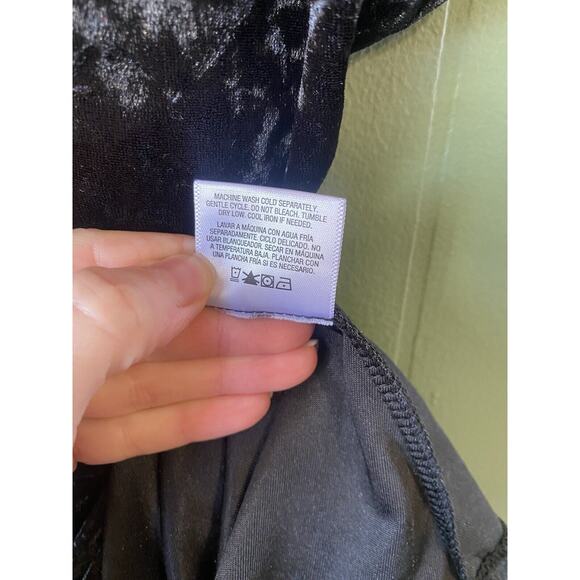 MACHINE WASH COLD SEPARATELY.
GENTLE CYCLE. DO NOT BLEACH. TUMBLE
DRY LOW. COOL IRON IF NEEDED.
LAVAR A MÁQUINA CON AGUA FRÍA
SEPARADAMENTE. CICLO DELICADO. NO
USAR BLANQUEADOR. SECAR EN MÁQUINA
A TEMPERATURA BAJA. PLANCHAR CON
UNA PLANCHA FRÍA SI ES NECESARIO.